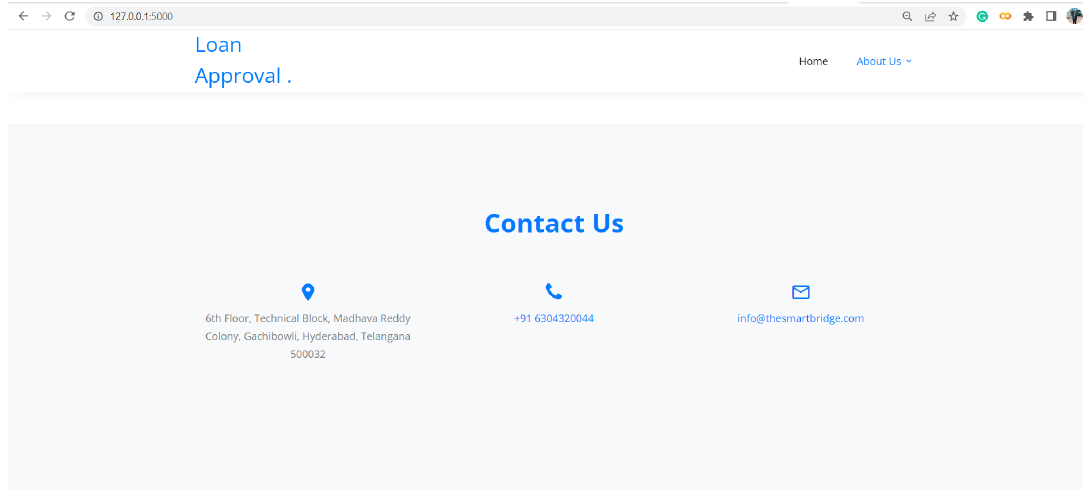 127.0.0.1:5000
Loan
Approval .
Home
About Us
Contact Us
6th Floor, Technical Block, Madhava Reddy
Colony, Gachibowli, Hyderabad, Telangana
500032
+91 6304320044
info@thesmartbridge.com